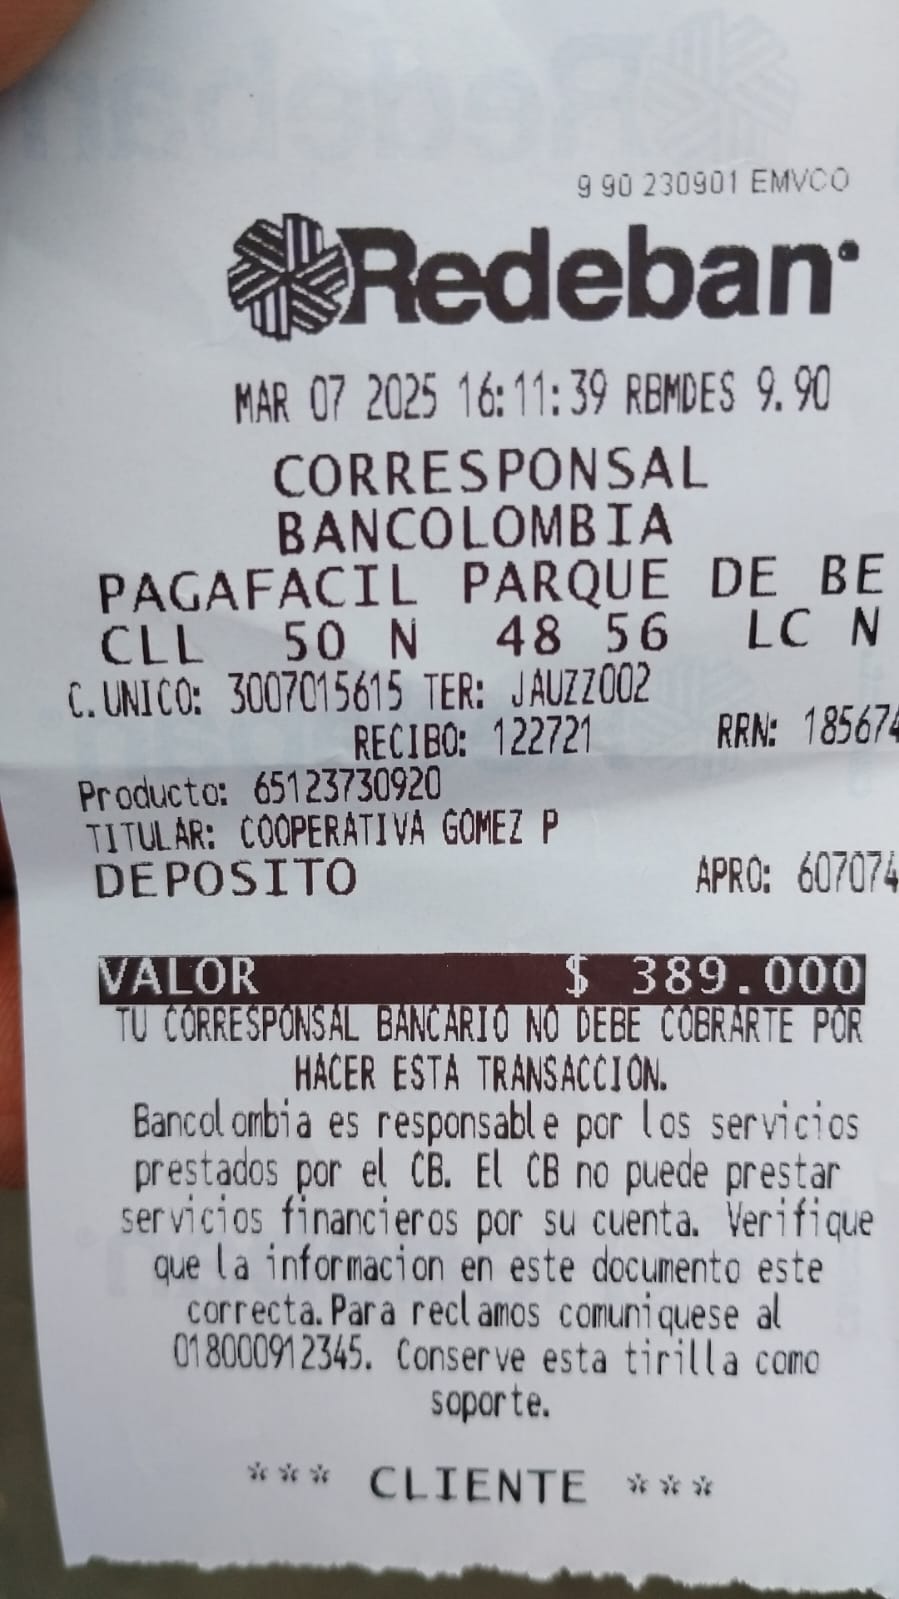 9 90 230901 EMVCO
Redeban
MAR 07 2025 16:11:39 RBMDES 9.90
CORRESPONSAL
BANCOLOMBIA
PAGAFACIL PARQUE DE BE
CLL 50 N 48 56 LC N
C.UNICO: 3007015615 TER: JAUZZ002
RECIBO: 122721 RRN: 185674
Producto: 65123730920
TITULAR: COOPERATIVA GOMEZ P
DEPOSITO APRO: 607074
VALOR $ 389.000
TU CORRESPONSAL BANCARIO NO DEBE COBRARTE POR
HACER ESTA TRANSACCION.
Bancolombia es responsable por los servicios
prestados por el CB. El CB no puede prestar
servicios financieros por su cuenta. Verifique
que la informacion en este documento este
correcta.Para reclamos comuniquese al
018000912345. Conserve esta tirilla como
soporte.
*** CLIENTE ***